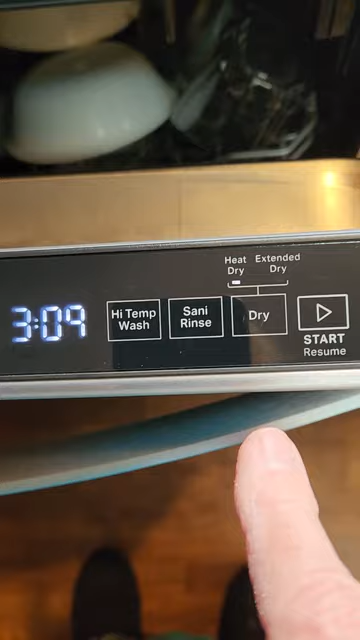 Heat Dry
Extended Dry
3:09
Hi Temp
Wash
Sani
Rinse
Dry
START
Resume